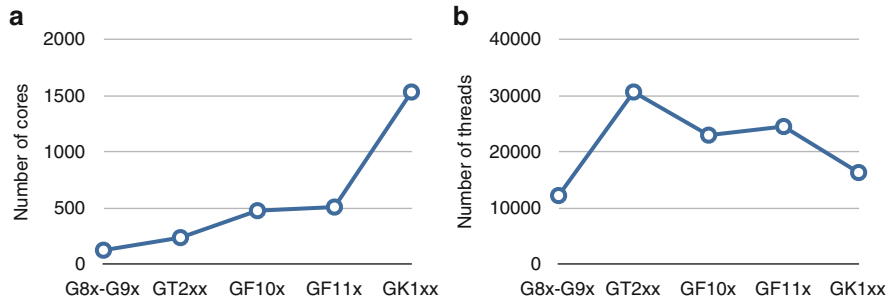 a
Number of cores
2000
1500
1000
500
0
G8x-G9x GT2xx GF10x GF11x GK1xx
b
Number of threads
40000
30000
20000
10000
0
G8x-G9x GT2xx GF10x GF11x GK1xx